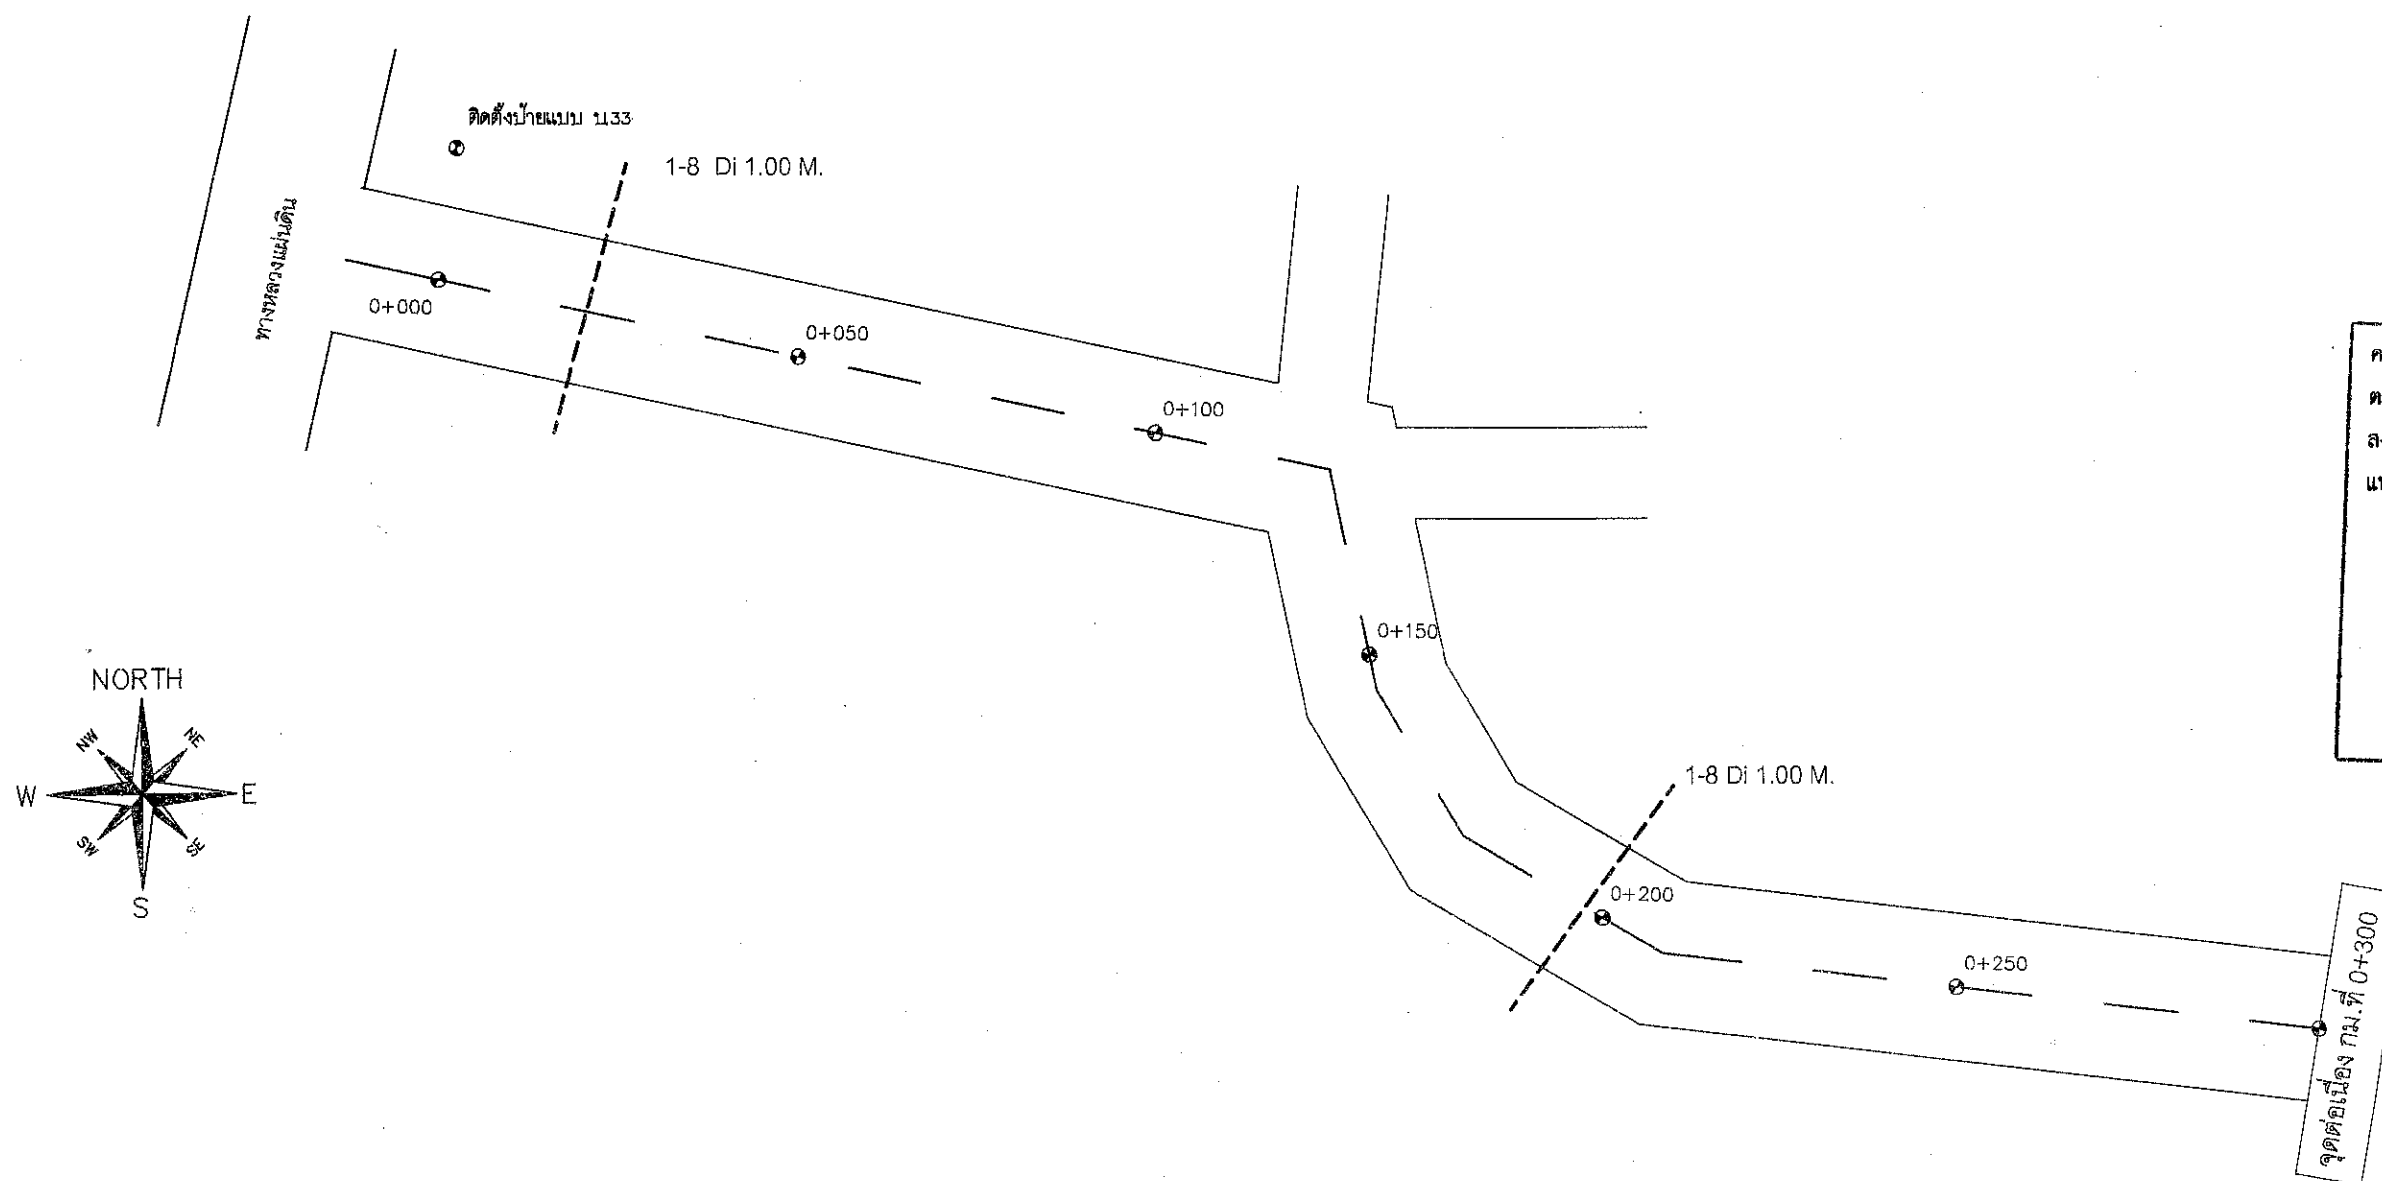 ติดตั้งป้ายแบบ บ.33
1-8 Di 1.00 M.
ทางหลวงแผ่นดิน
0+000
0+050
0+100
0+150
NORTH
NW
NE
W
E
SW
SE
S
1-8 Di 1.00 M.
0+200
0+250
จุดต่อเนื่อง กม.ที่ 0+300